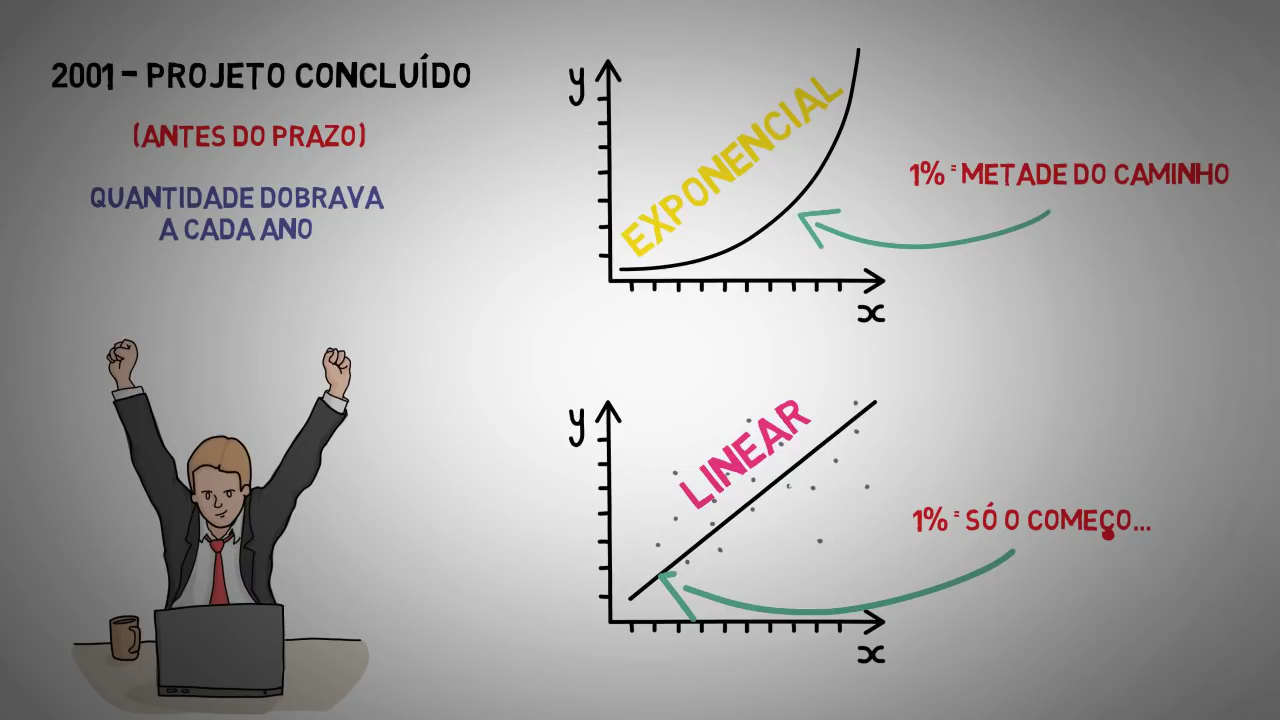 2001 - PROJETO CONCLUÍDO
(ANTES DO PRAZO)
QUANTIDADE DOBRAVA
A CADA ANO
y
EXPONENCIAL
x
1% = METADE DO CAMINHO
y
LINEAR
x
1% = SÓ O COMEÇO...